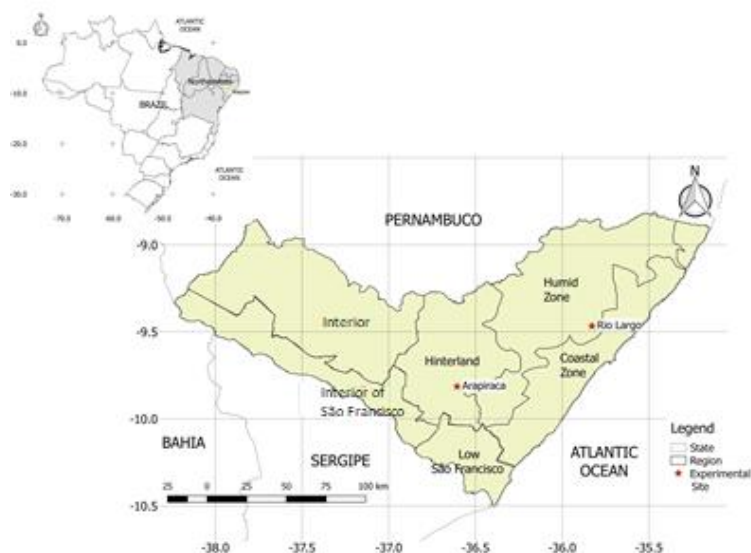 ATLANTIC
OCEAN
N
0.0
-10.0
-20.0
-30.0
Northeastern
BRAZIL
ATLANTIC
OCEAN
-70.0
-60.0
-50.0
-40.0
N
PERNAMBUCO
-9.0
-9.5
-10.0
-10.5
Humid
Zone
Rio Largo
Interior
Hinterland
Coastal
Zone
Arapiraca
Interior of
São Francisco
Low
São Francisco
BAHIA
SERGIPE
ATLANTIC
OCEAN
Legend
State
Region
Experimental
Site
25 0 25 50 75 100 km
-38.0
-37.5
-37.0
-36.5
-36.0
-35.5